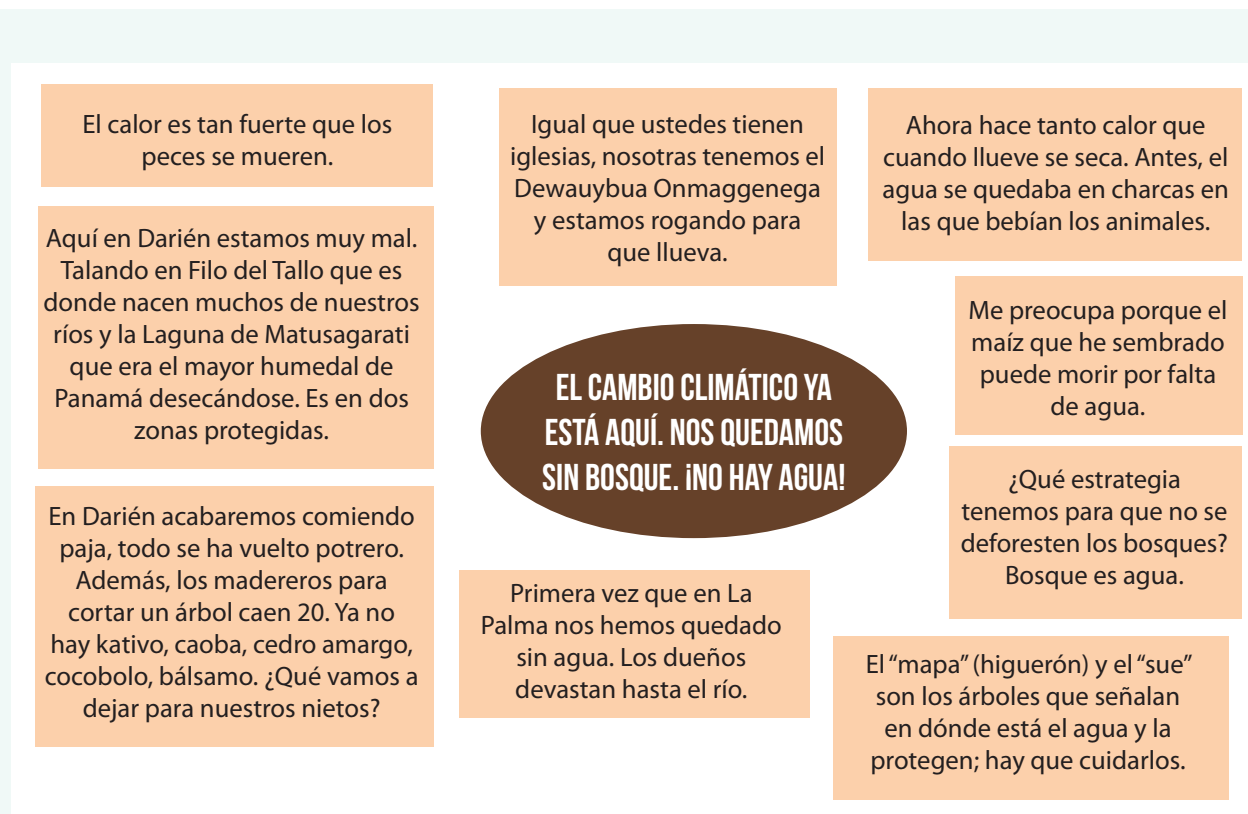 El calor es tan fuerte que los
peces se mueren.
Aquí en Darién estamos muy mal.
Talando en Filo del Tallo que es
donde nacen muchos de nuestros
ríos y la Laguna de Matusagarati
que era el mayor humedal de
Panamá desecándose. Es en dos
zonas protegidas.
En Darién acabaremos comiendo
paja, todo se ha vuelto potrero.
Además, los madereros para
cortar un árbol caen 20. Ya no
hay kativo, caoba, cedro amargo,
cocobolo, bálsamo. ¿Qué vamos a
dejar para nuestros nietos?
Igual que ustedes tienen
iglesias, nosotras tenemos el
Dewauybua Onmaggenega
y estamos rogando para
que llueva.
EL CAMBIO CLIMÁTICO YA
ESTÁ AQUÍ. NOS QUEDAMOS
SIN BOSQUE. ¡NO HAY AGUA!
Primera vez que en La
Palma nos hemos quedado
sin agua. Los dueños
devastan hasta el río.
Ahora hace tanto calor que
cuando llueve se seca. Antes, el
agua se quedaba en charcas en
las que bebían los animales.
Me preocupa porque el
maíz que he sembrado
puede morir por falta
de agua.
¿Qué estrategia
tenemos para que no se
deforesten los bosques?
Bosque es agua.
El “mapa” (higuerón) y el “sue”
son los árboles que señalan
en dónde está el agua y la
protegen; hay que cuidarlos.